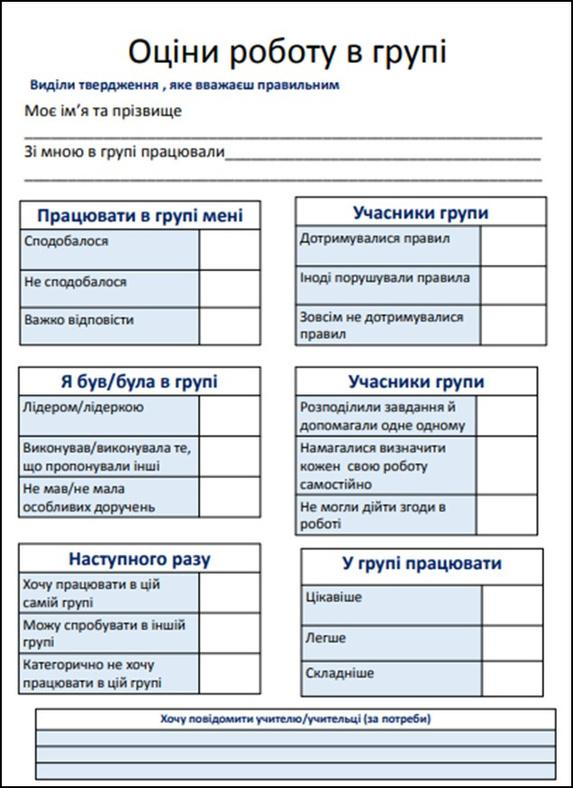 Оціни роботу в групі
Виділи твердження , яке вважаєш правильним
Моє ім’я та прізвище
Зі мною в групі працювали
Працювати в групі мені
Сподобалося
Не сподобалося
Важко відповісти
Учасники групи
Дотримувалися правил
Іноді порушували правила
Зовсім не дотримувалися
правил
Я був/була в групі
Лідером/лідеркою
Виконував/виконувала те,
що пропонували інші
Не мав/не мала
особливих доручень
Учасники групи
Розподілили завдання й
допомагали одне одному
Намагалися визначити
кожен свою роботу
самостійно
Не могли дійти згоди в
роботі
Наступного разу
Хочу працювати в цій
самій групі
Можу спробувати в іншій
групі
Категорично не хочу
працювати в цій групі
У групі працювати
Цікавіше
Легше
Складніше
Хочу повідомити учителю/учительці (за потреби)